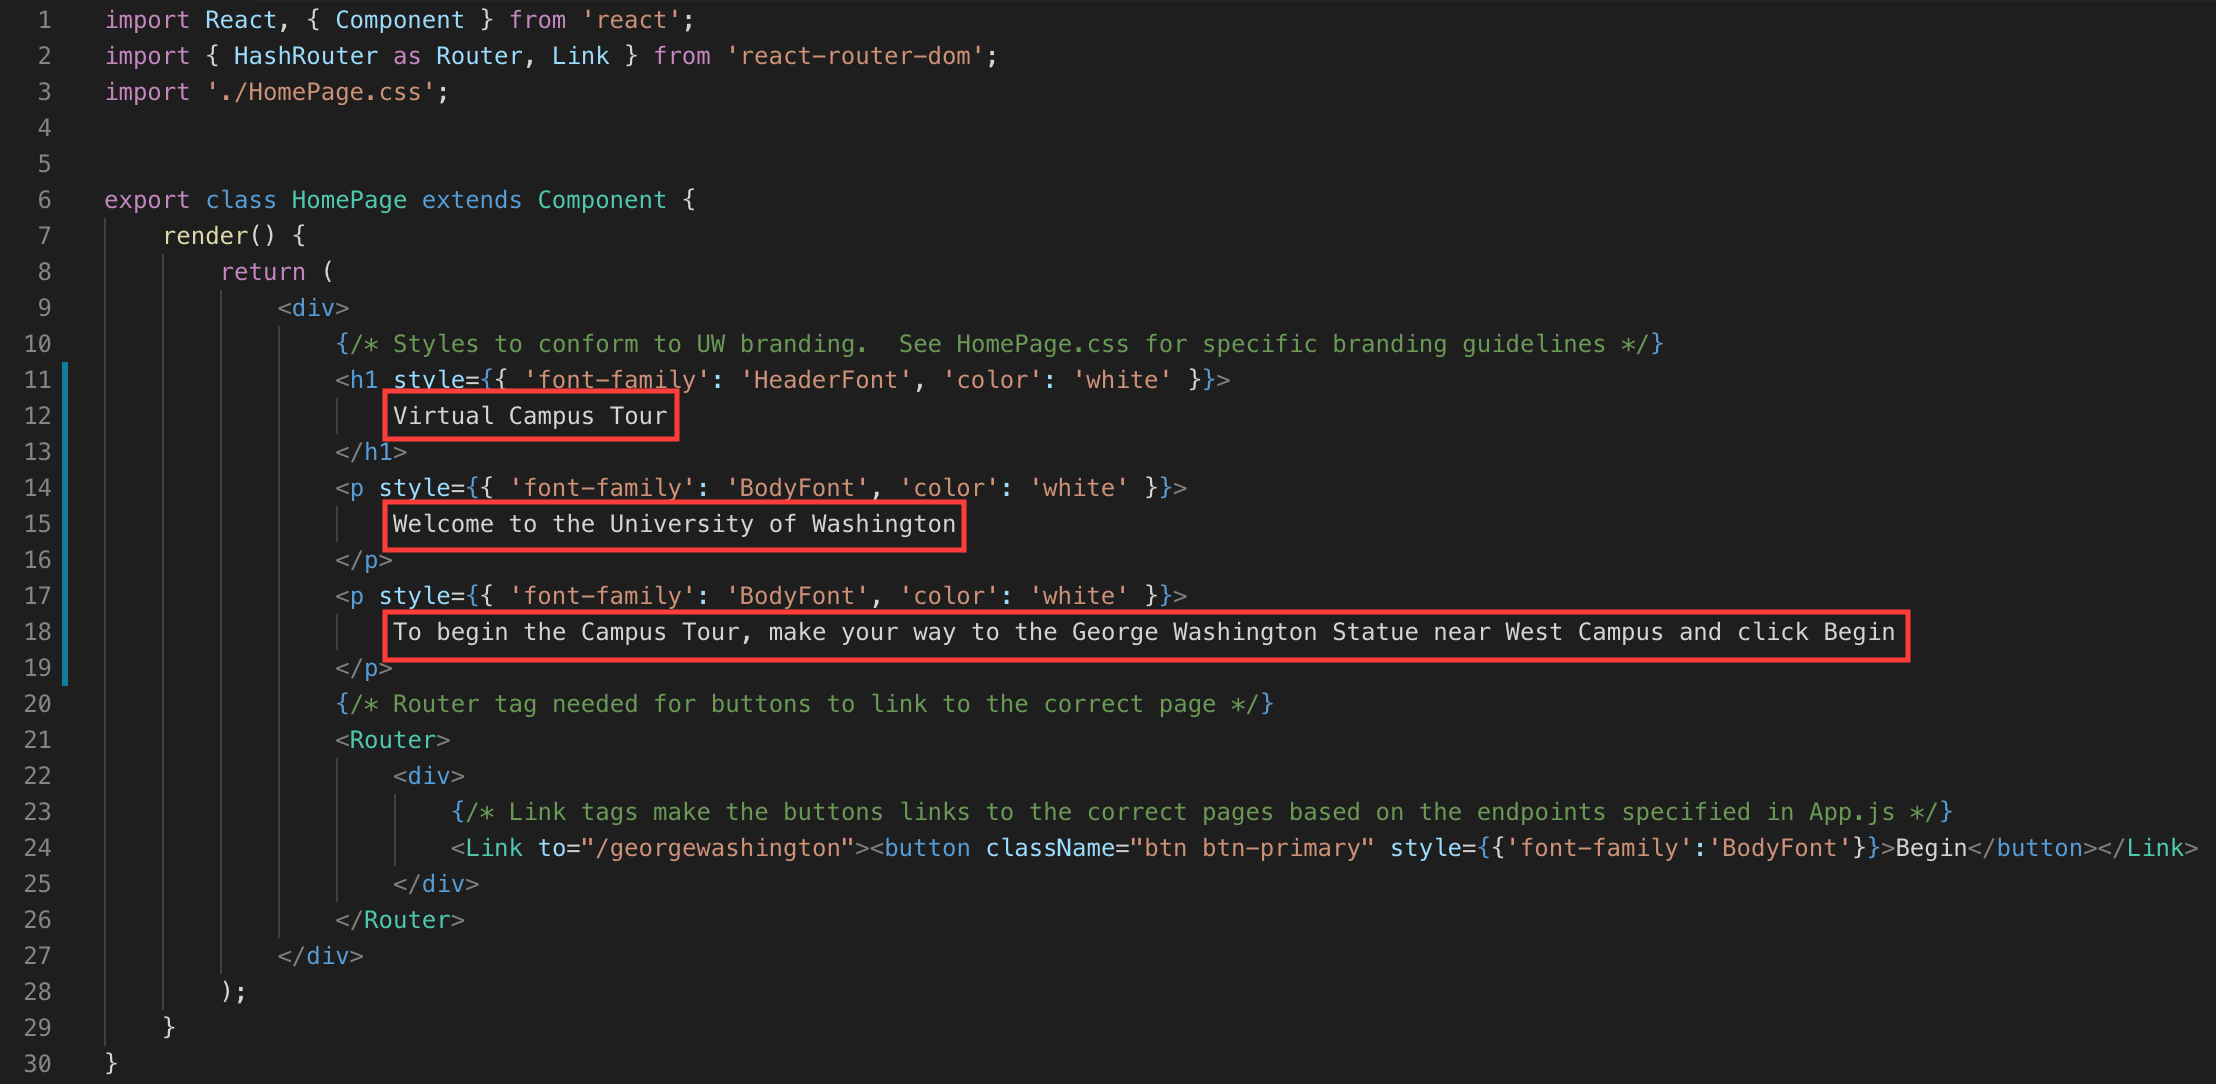 1 import React, { Component } from 'react';
2 import { HashRouter as Router, Link } from 'react-router-dom';
3 import './HomePage.css';
4
5
6 export class HomePage extends Component {
7     render() {
8         return (
9             <div>
10                 {/* Styles to conform to UW branding.  See HomePage.css for specific branding guidelines */}
11                 <h1 style={{ 'font-family': 'HeaderFont', 'color': 'white' }}>
12                     Virtual Campus Tour
13                 </h1>
14                 <p style={{ 'font-family': 'BodyFont', 'color': 'white' }}>
15                     Welcome to the University of Washington
16                 </p>
17                 <p style={{ 'font-family': 'BodyFont', 'color': 'white' }}>
18                     To begin the Campus Tour, make your way to the George Washington Statue near West Campus and click Begin
19                 </p>
20                 {/* Router tag needed for buttons to link to the correct page */}
21                 <Router>
22                     <div>
23                         {/* Link tags make the buttons links to the correct pages based on the endpoints specified in App.js */}
24                         <Link to="/georgewashington"><button className="btn btn-primary" style={{'font-family':'BodyFont'}}>Begin</button></Link>
25                     </div>
26                 </Router>
27             </div>
28         );
29     }
30 }